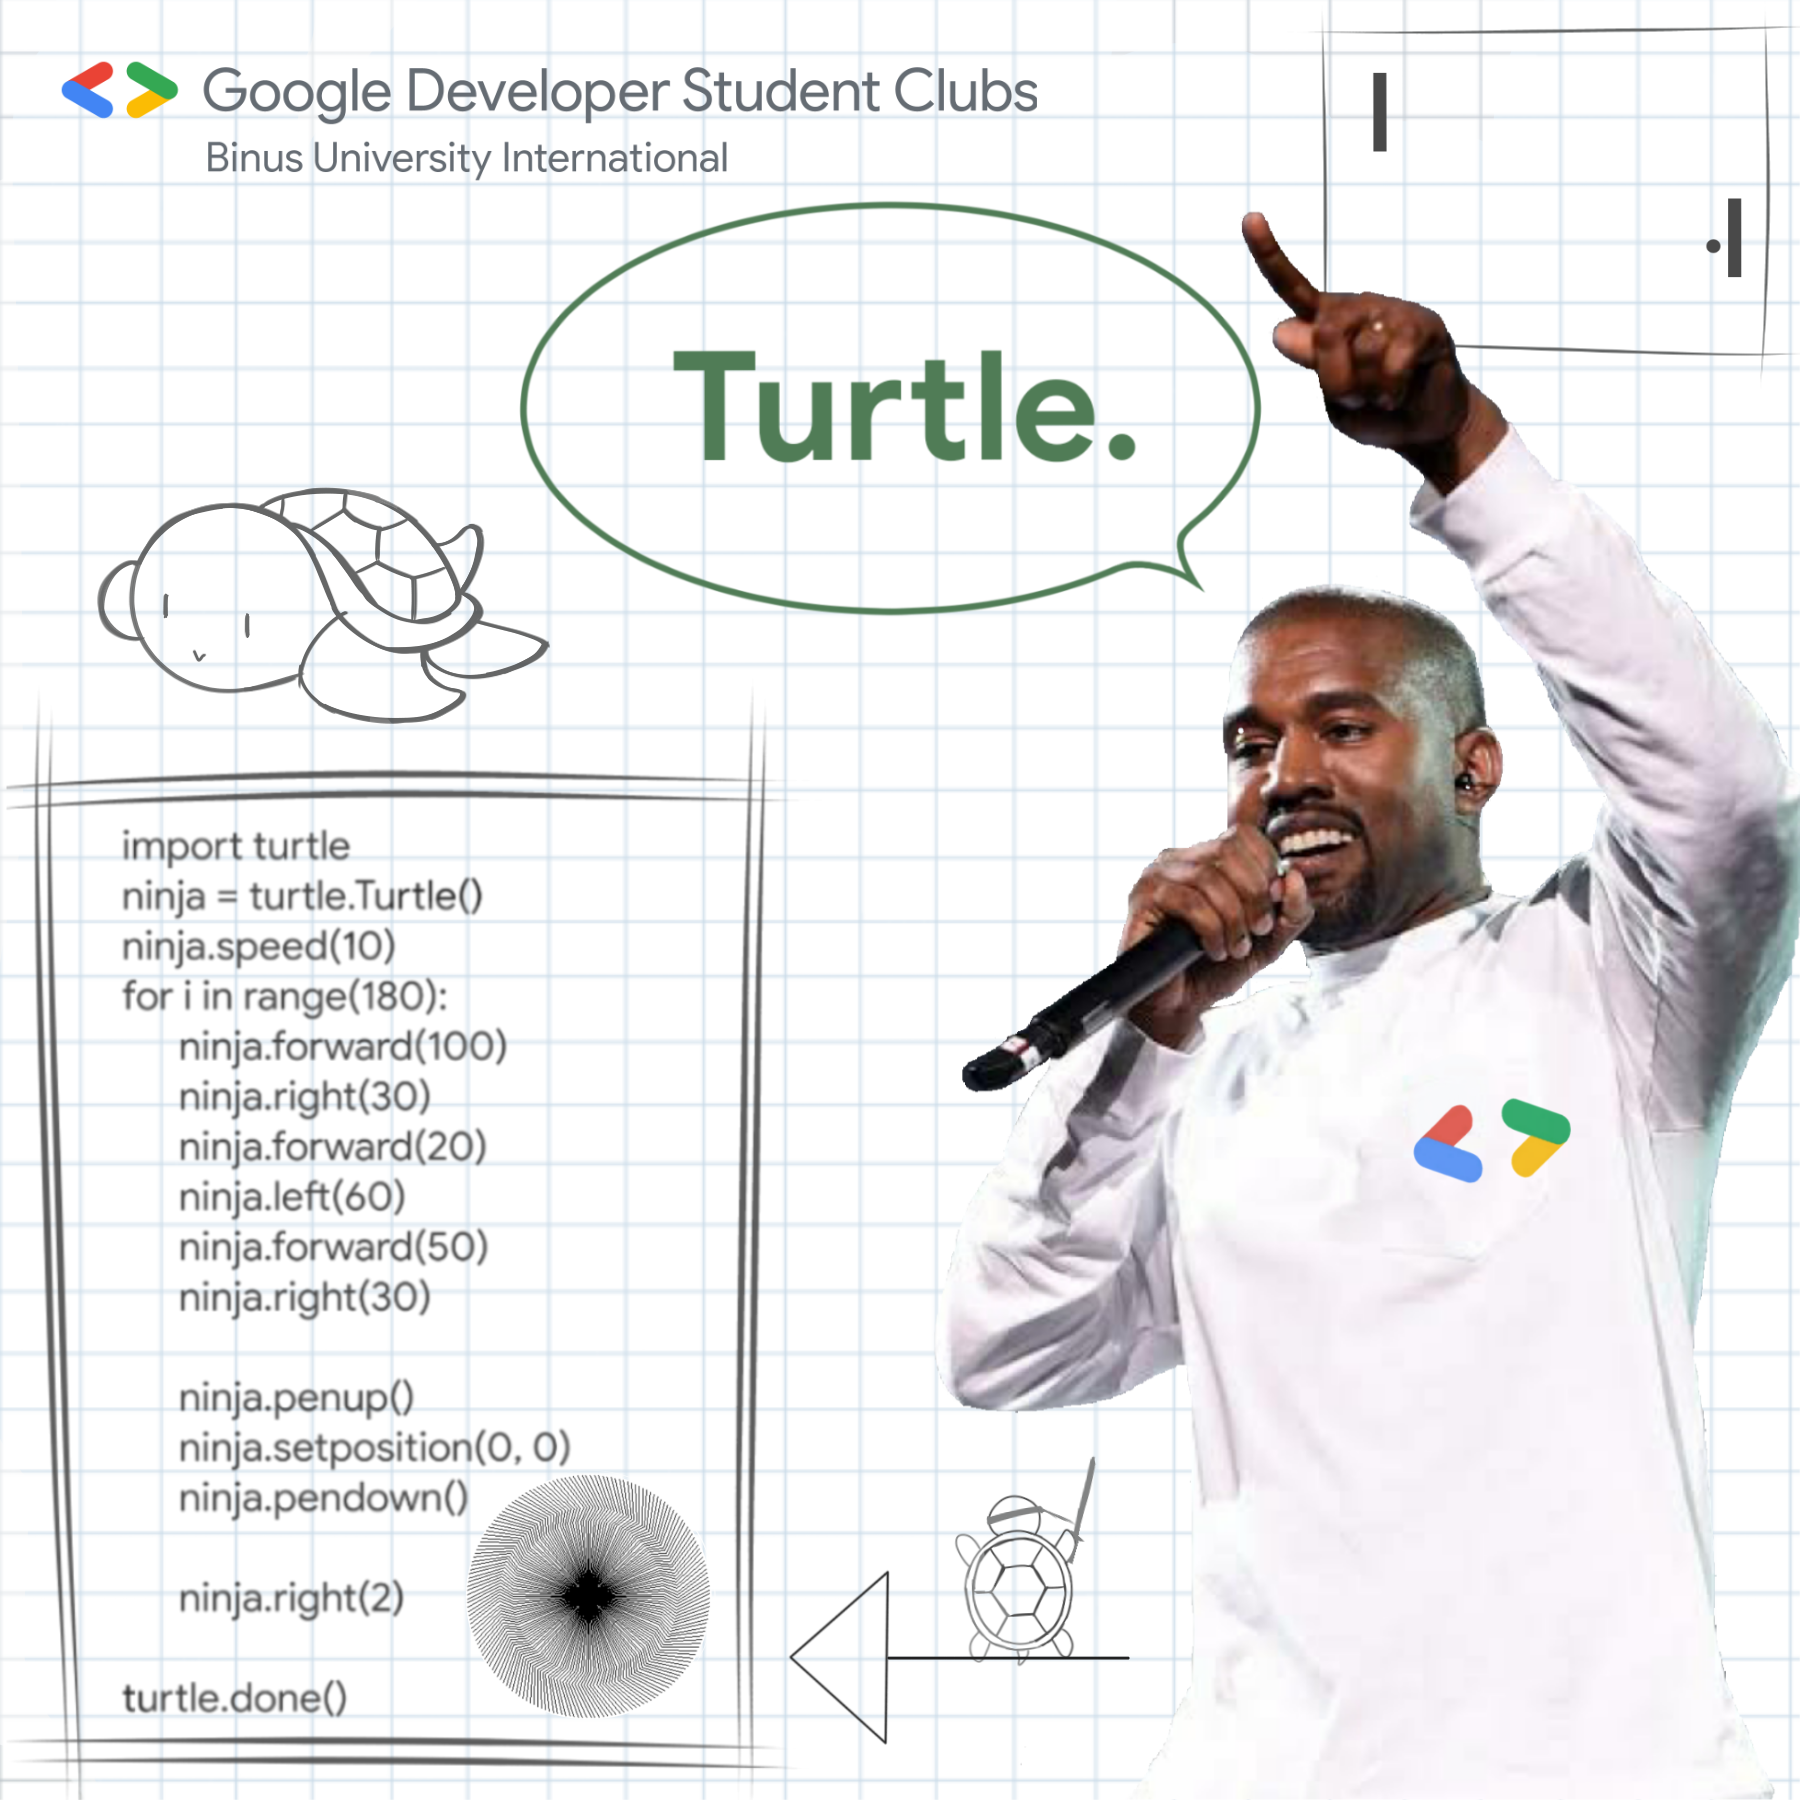 Google Developer Student Clubs
Binus University International
Turtle.
import turtle
ninja = turtle.Turtle()
ninja.speed(10)
for i in range(180):
ninja.forward(100)
ninja.right(30)
ninja.forward(20)
ninja.left(60)
ninja.forward(50)
ninja.right(30)
ninja.penup()
ninja.setposition(0, 0)
ninja.pendown()
ninja.right(2)
turtle.done()